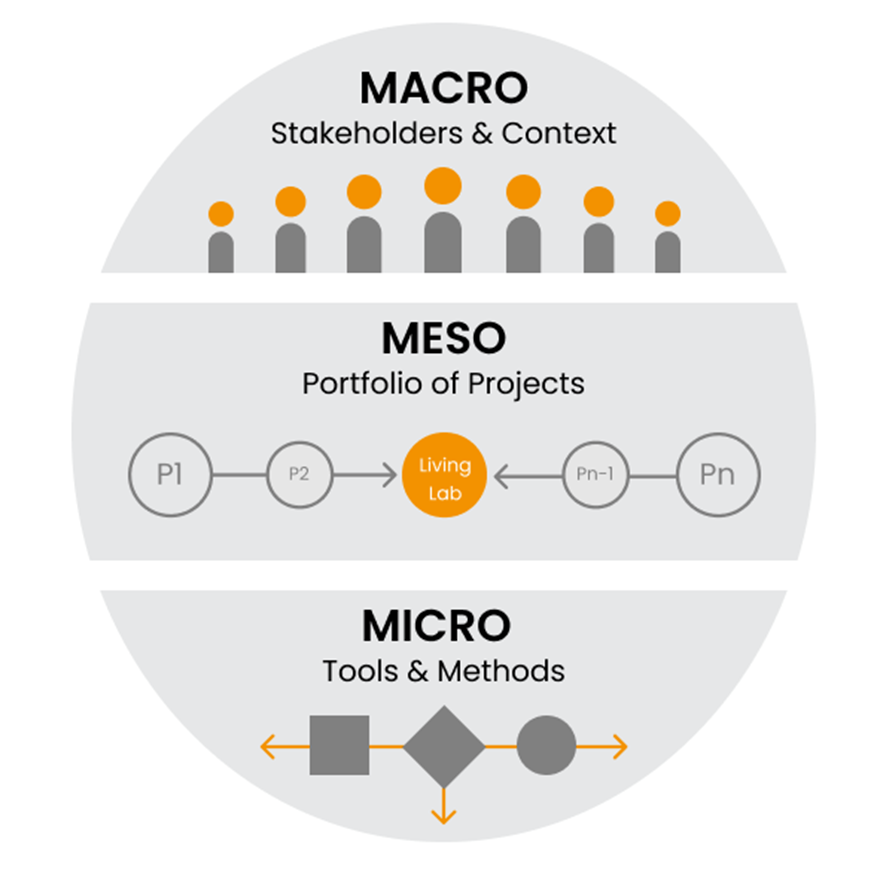 MACRO
Stakeholders & Context
MESO
Portfolio of Projects
P1
P2
Living
Lab
Pn-1
Pn
MICRO
Tools & Methods